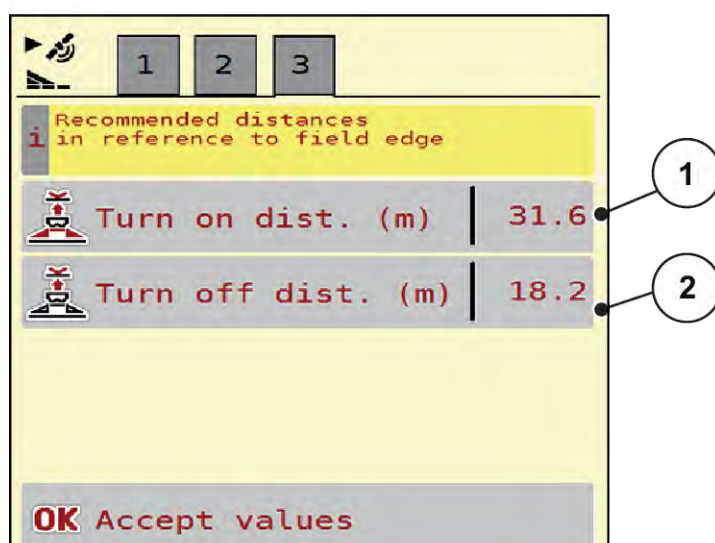 1 2 3
i Recommended distances
in reference to field edge
Turn on dist. (m) 31.6
1
Turn off dist. (m) 18.2
2
OK Accept values